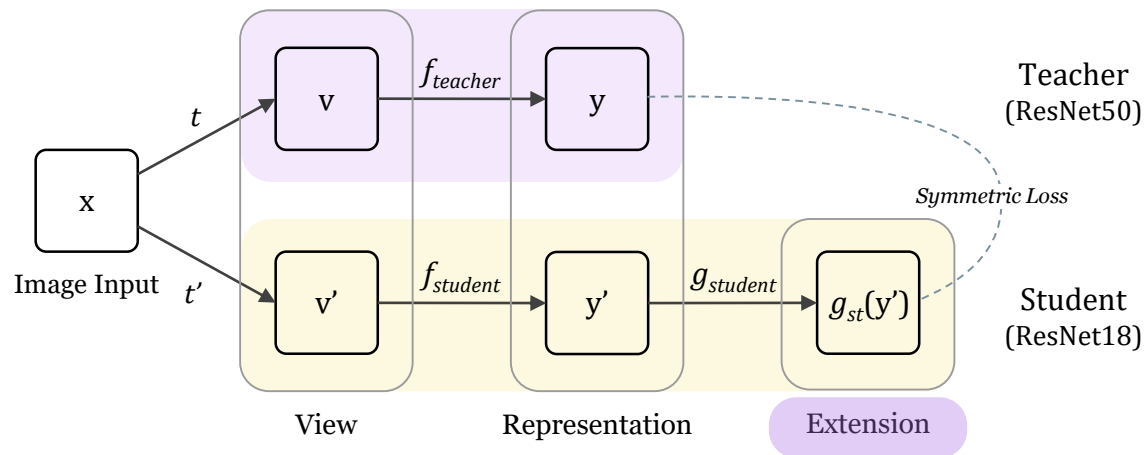 t
v
f_teacher
y
Teacher
(ResNet50)
x
Image Input
Symmetric Loss
t'
v'
f_student
y'
g_student
g_st(y')
Student
(ResNet18)
View
Representation
Extension